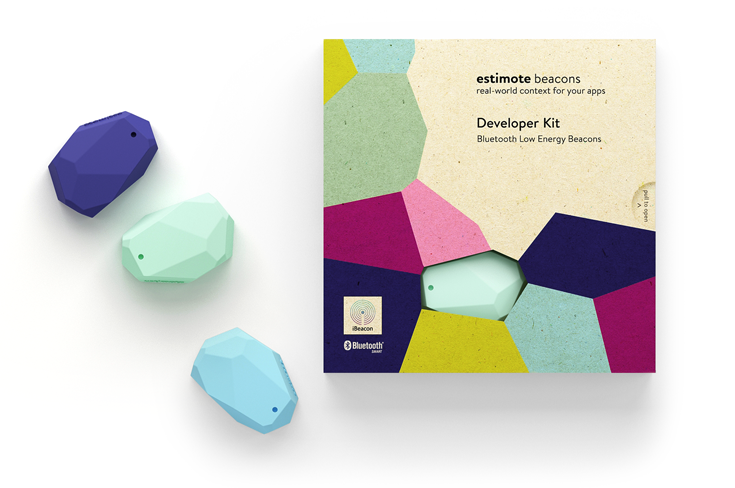 estimote beacons
real-world context for your apps
Developer Kit
Bluetooth Low Energy Beacons
pull to open
iBeacon
Bluetooth
SMART